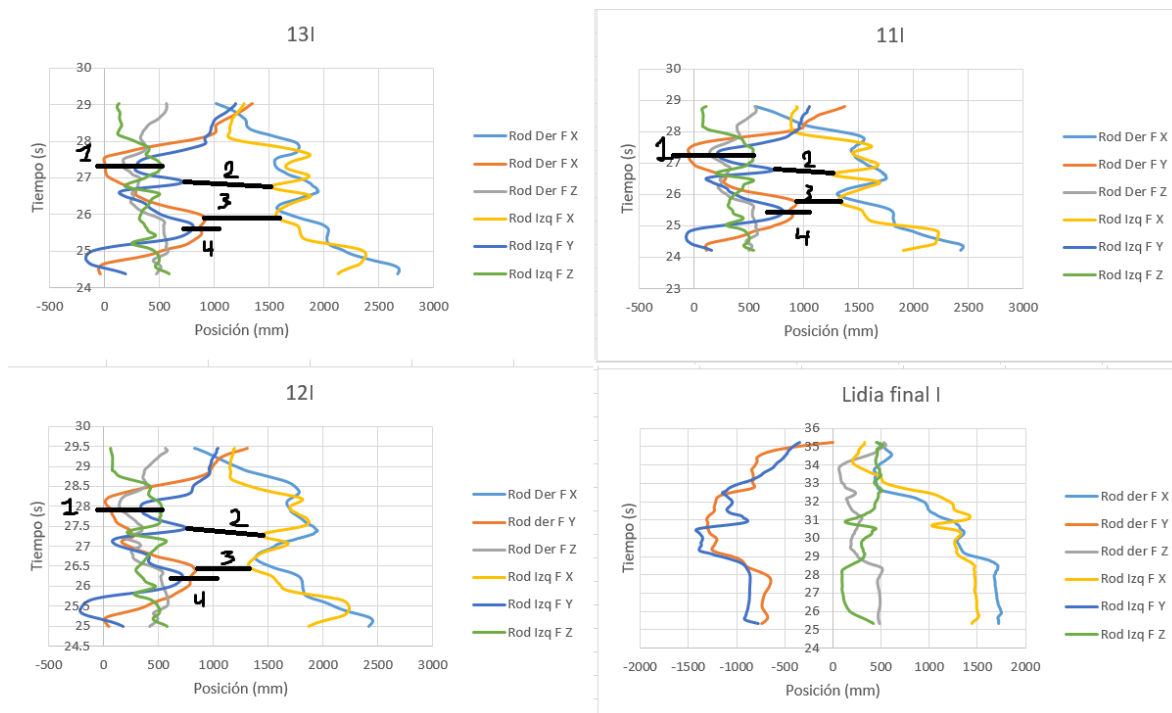 13I
30
29
28
27
26
25
24
-500 0 500 1000 1500 2000 2500 3000
Tiempo (s)
Posición (mm)
1
2
3
4
Rod Der F X
Rod Der F X
Rod Der F Z
Rod Izq F X
Rod Izq F Y
Rod Izq F Z
11I
30
29
28
27
26
25
24
23
-500 0 500 1000 1500 2000 2500 3000
Tiempo (s)
Posición (mm)
1
2
3
4
Rod Der F X
Rod Der F Y
Rod Der F Z
Rod Izq F X
Rod Izq F Y
Rod Izq F Z
12I
30
29.5
29
28.5
28
27.5
27
26.5
26
25.5
25
24.5
-500 0 500 1000 1500 2000 2500 3000
Tiempo (s)
Posición (mm)
1
2
3
4
Rod Der F X
Rod der F Y
Rod Der F Z
Rod Izq F X
Rod Izq F Y
Rod Izq F Z
Lidia final I
36
35
34
33
32
31
30
29
28
27
26
25
24
-2000 -1500 -1000 -500 0 500 1000 1500 2000
Tiempo (s)
Posición (mm)
Rod der F X
Rod der F Y
Rod der F Z
Rod Izq F X
Rod Izq F Y
Rod Izq F Z